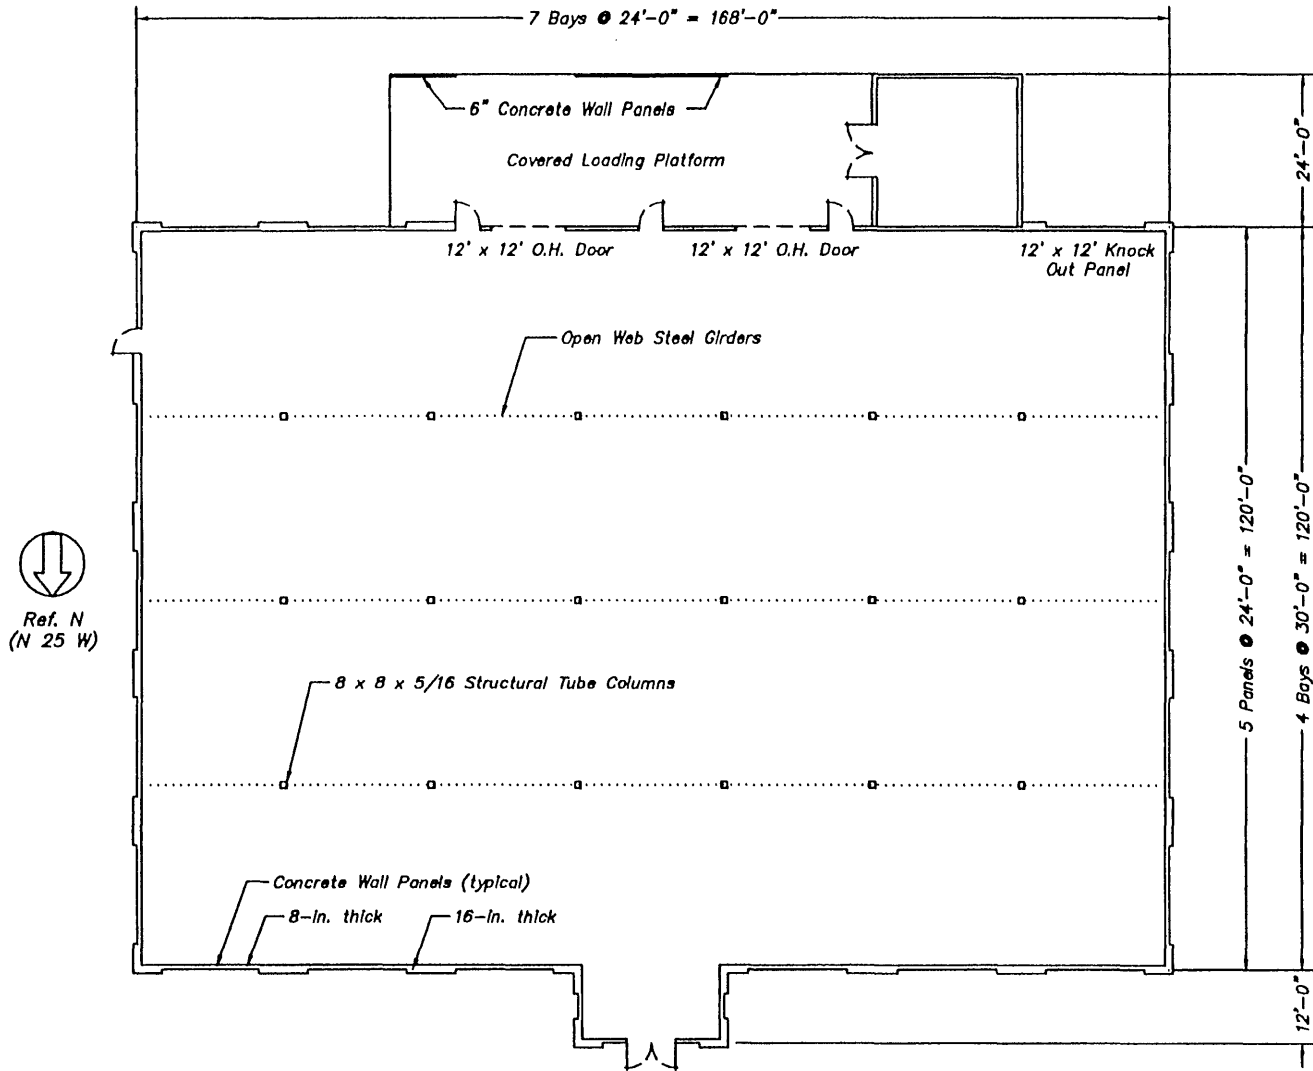 7 Bays @ 24'-0" = 168'-0"
6" Concrete Wall Panels
Covered Loading Platform
24'-0"
12' x 12' O.H. Door
12' x 12' O.H. Door
12' x 12' Knock
Out Panel
Open Web Steel Girders
Ref. N
(N 25 W)
8 x 8 x 5/16 Structural Tube Columns
5 Panels @ 24'-0" = 120'-0"
4 Bays @ 30'-0" = 120'-0"
Concrete Wall Panels (typical)
8-in. thick
16-in. thick
12'-0"